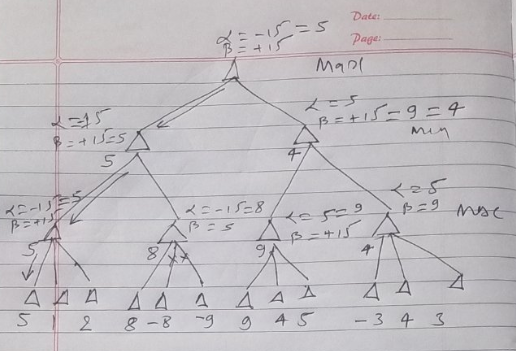 Date:
Page:
α = -15 = 5
β = +15
Max
α = -15
β = +15 = 5
5
α = 5
β = +15 = 9 = 4
Min
4
α = -15 = 5
β = +15
5
α = -15 = 8
β = 5
8
α = 5 = 9
β = +15
9
α = 5
β = 9
4
Max
5 1 2 8 -8 -9 9 4 5 -3 4 3